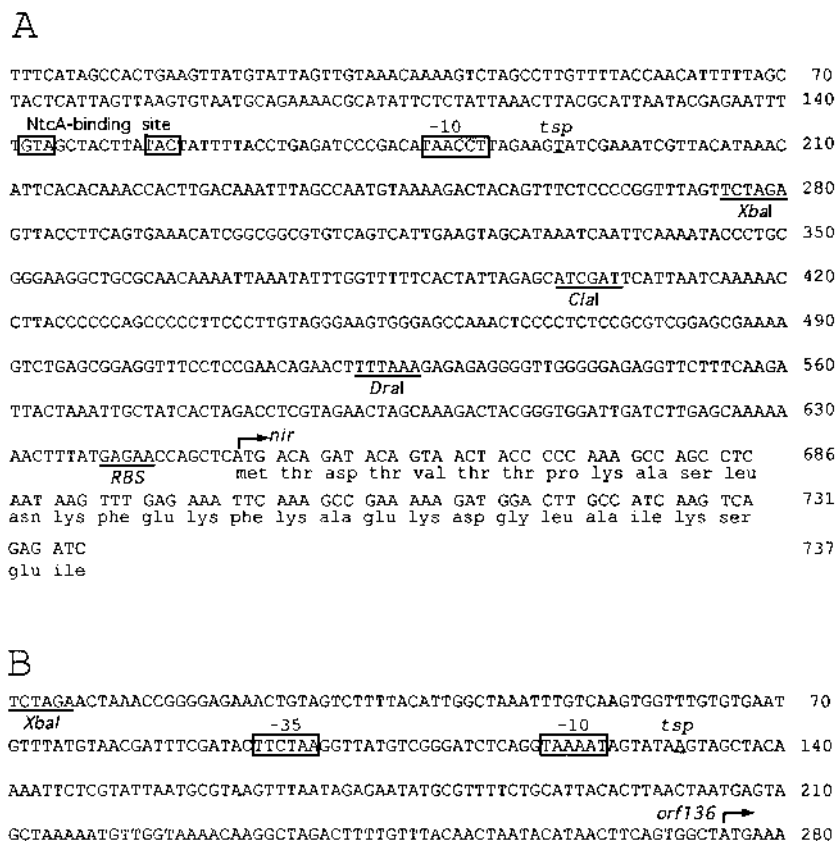 A
TTTCATAGCCACTGAAGTTATGTATTAGTTGTAAACAAAAGTCTAGCCTTGTTTTACCAACATTTTTAGC 70
TACTCATTAGTTAAGTGTAATGCAGAAAACGCATATTCTCTATTAAACTTACGCATTAATACGAGAATTT 140
NtcA-binding site -10 tsp
TGTAGCTACTTATACTATTTTACCTGAGATCCCGACATAACCTTAGAAGTATCGAAATCGTTACATAAAC 210
ATTCACACAAACCACTTGACAAATTTAGCCAATGTAAAAGACTACAGTTTCTCCCCGGTTTAGTTCTAGA 280
XbaI
GTTACCTTCAGTGAAACATCGGCGGCGTGTCAGTCATTGAAGTAGCATAAATCAATTCAAAATACCCTGC 350
GGGAAGGCTGCGCAACAAAATTAAATATTTGGTTTTTCACTATTAGAGCATCGATTCATTAATCAAAAAC 420
ClaI
CTTACCCCCCAGCCCCCTTCCCTTGTAGGGAAGTGGGAGCCAAACTCCCCTCTCCGCGTCGGAGCGAAAA 490
GTCTGAGCGGAGGTTTCCTCCGAACAGAACTTTTAAAGAGAGAGGGGTTGGGGGAGAGGTTCTTTCAAGA 560
DraI
TTACTAAATTGCTATCACTAGACCTCGTAGAACTAGCAAAGACTACGGGTGGATTGATCTTGAGCAAAAA 630
nir
AACTTTATGAGAACCAGCTCATG ACA GAT ACA GTA ACT ACC CCC AAA GCC AGC CTC 686
RBS met thr asp thr val thr thr pro lys ala ser leu
AAT AAG TTT GAG AAA TTC AAA GCC GAA AAA GAT GGA CTT GCC ATC AAG TCA 731
asn lys phe glu lys phe lys ala glu lys asp gly leu ala ile lys ser
GAG ATC 737
glu ile
B
TCTAGAACTAAACCGGGGAGAAACTGTAGTCTTTTACATTGGCTAAATTTGTCAAGTGGTTTGTGTGAAT 70
XbaI -35 -10 tsp
GTTTATGTAACGATTTCGATACTTCTAAGGTTATGTCGGGATCTCAGGTAAAATAGTATAAGTAGCTACA 140
AAATTCTCGTATTAATGCGTAAGTTTAATAGAGAATATGCGTTTTCTGCATTACACTTAACTAATGAGTA 210
orf136
GCTAAAAATGTTGGTAAAACAAGGCTAGACTTTTGTTTACAACTAATACATAACTTCAGTGGCTATGAAA 280